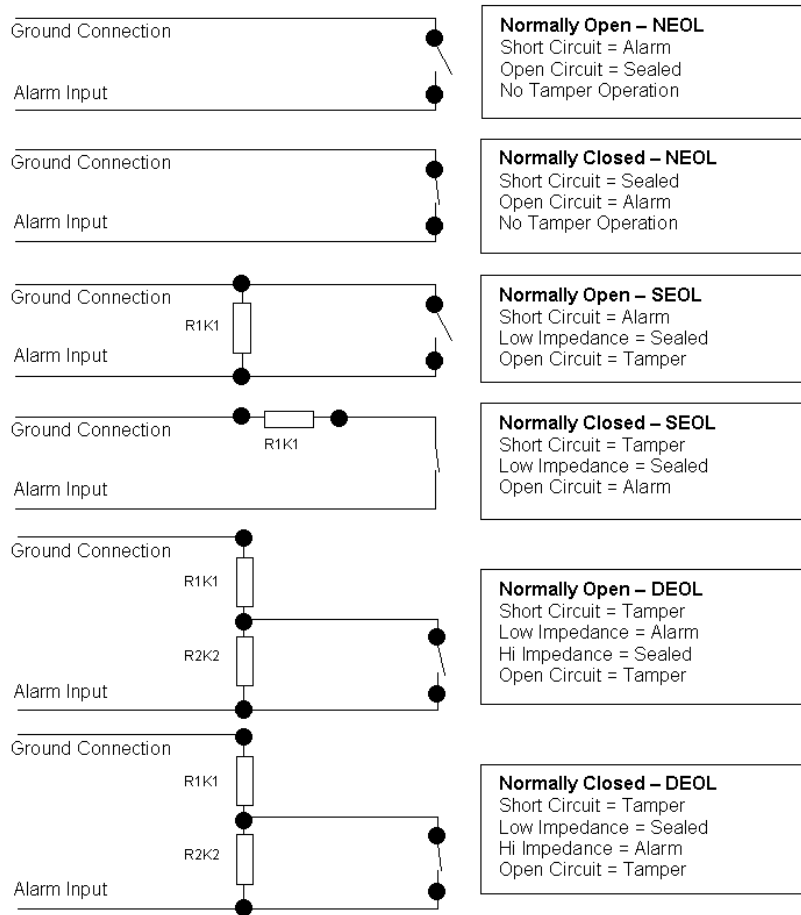 Ground Connection
Alarm Input
Normally Open – NEOL
Short Circuit = Alarm
Open Circuit = Sealed
No Tamper Operation
Ground Connection
Alarm Input
Normally Closed – NEOL
Short Circuit = Sealed
Open Circuit = Alarm
No Tamper Operation
Ground Connection
R1K1
Alarm Input
Normally Open – SEOL
Short Circuit = Alarm
Low Impedance = Sealed
Open Circuit = Tamper
Ground Connection
R1K1
Alarm Input
Normally Closed – SEOL
Short Circuit = Tamper
Low Impedance = Sealed
Open Circuit = Alarm
Ground Connection
R1K1
R2K2
Alarm Input
Normally Open – DEOL
Short Circuit = Tamper
Low Impedance = Alarm
Hi Impedance = Sealed
Open Circuit = Tamper
Ground Connection
R1K1
R2K2
Alarm Input
Normally Closed – DEOL
Short Circuit = Tamper
Low Impedance = Sealed
Hi Impedance = Alarm
Open Circuit = Tamper